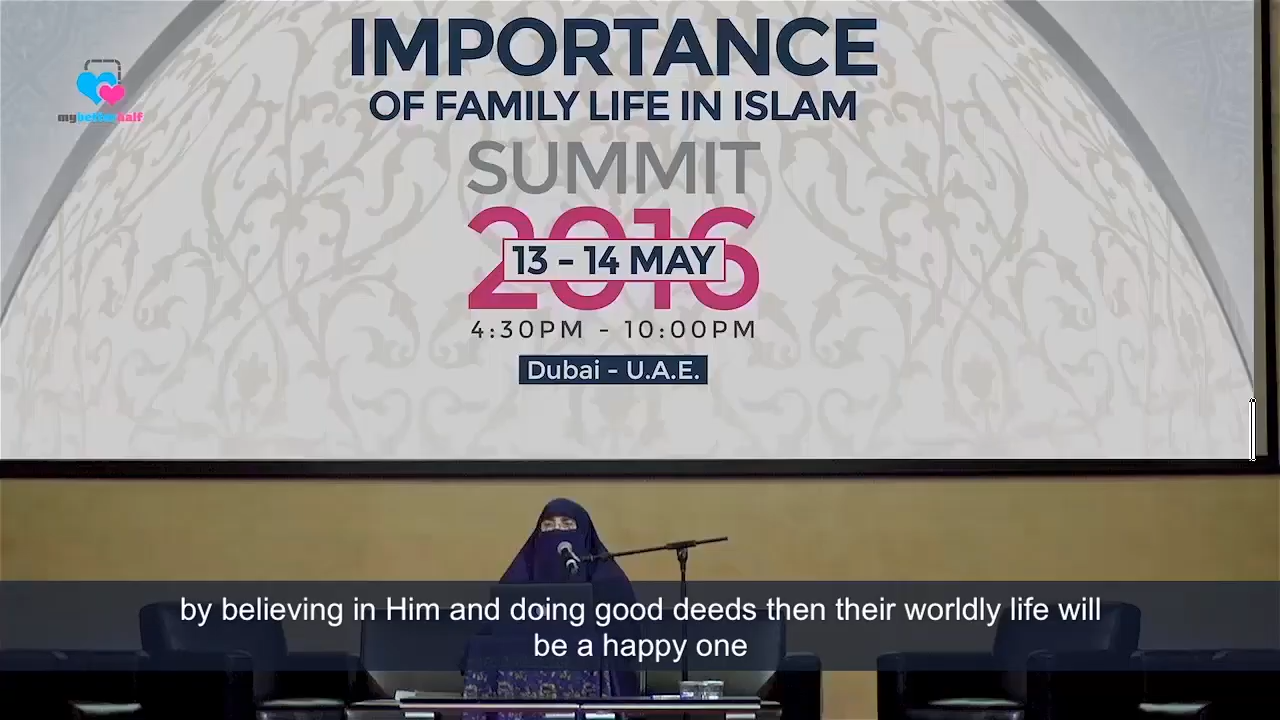 IMPORTANCE
OF FAMILY LIFE IN ISLAM
mybetterhalf
SUMMIT
2016
13 - 14 MAY
4:30PM - 10:00PM
Dubai - U.A.E.
by believing in Him and doing good deeds then their worldly life will
be a happy one